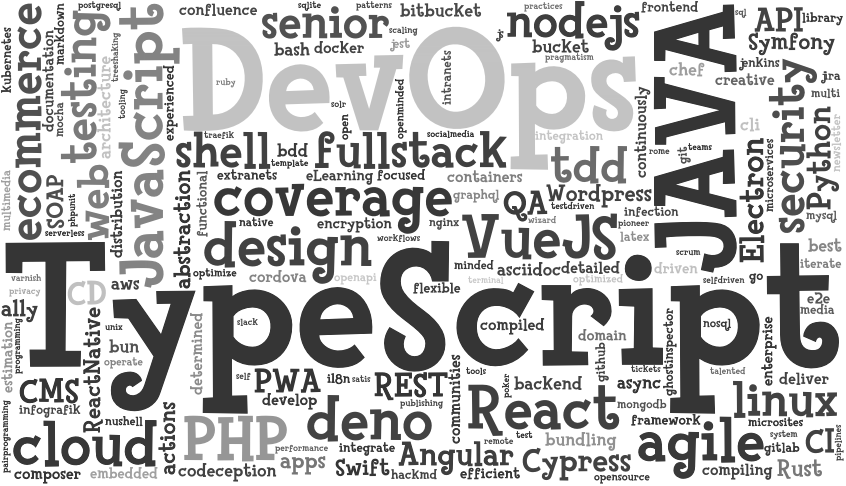 kubernetes
ecommerce
documentation
markdown
mocha
SOAP
phpunit
serverless
multimedia
postgresql
web testing
architecture
treeshaking
tooling
JavaScript
experienced
distribution
abstraction
functional
confluence
sqlite
patterns
bitbucket
senior
scaling
jest
bash
docker
DevOps
ruby
intranets
solr
open
openminded
traefik
socialmedia
git
practices
nodejs
bucket
pragmatism
frontend
sql
API
library
Symfony
jenkins
chef
creative
jira
multi
JAVA
continuously
rome
git
teams
cli
microservices
Electron
security
Python
newsletter
mysql
shell
bdd
template
fullstack
integration
tdd
extranets
eLearning
focused
containers
graphql
coverage
native
encryption
nginx
workflows
QA
Wordpress
testdriven
wizard
infection
pioneer
latex
design
optimize
cordova
openapi
flexible
VueJS
minded
asciidoc
detailed
terminal
optimized
driven
scrum
selfdriven
go
best
iterate
e2e
media
TypeScript
varnish
privacy
CD
aws
ally
unix
bun
operate
estimation
programming
ReactNative
determined
slack
compiled
domain
github
nosql
ghostinspector
enterprise
CMS
infografik
self
PWA
i18n
satis
develop
REST
publishing
communities
tools
poker
backend
async
tickets
mongodb
talented
deliver
pairprogramming
nushell
cloud
composer
embedded
actions
PHP
codeception
performance
apps
deno
integrate
Swift
hackmd
Angular
efficient
remote
test
React
bundling
Cypress
opensource
framework
agile
compiling
linux
microsites
system
gitlab
CI
pipelines
Rust